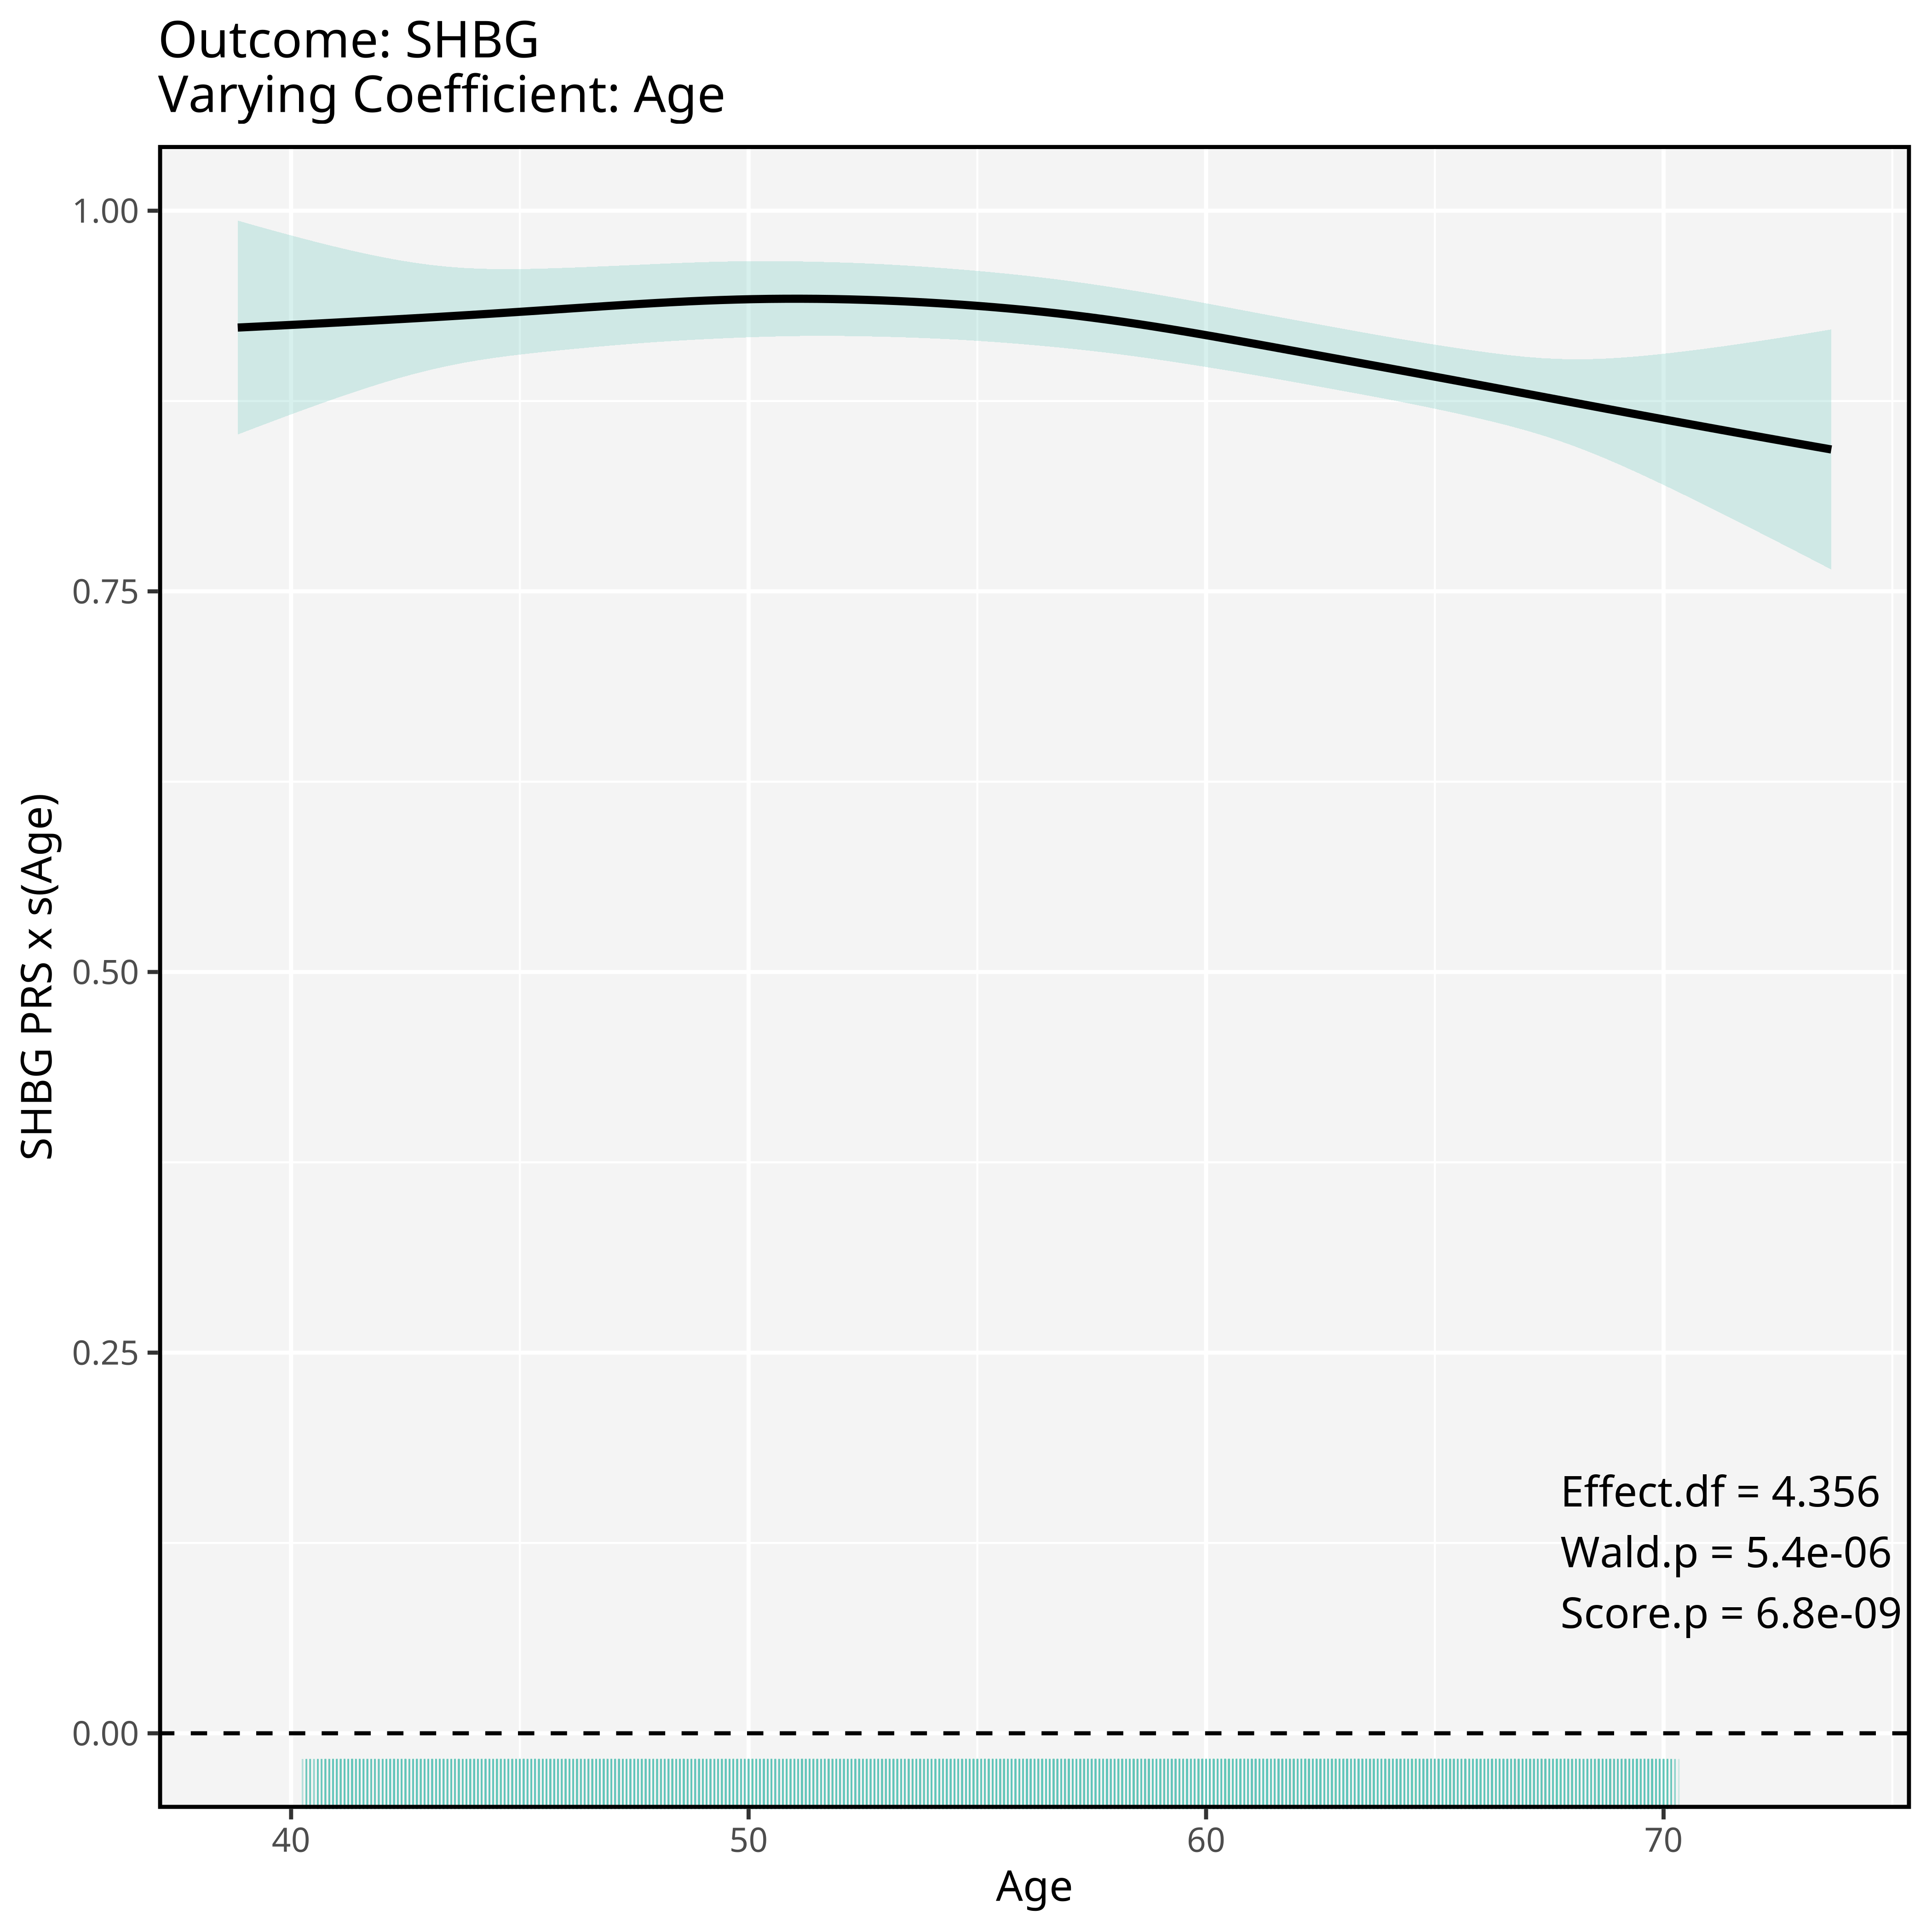 Outcome: SHBG
Varying Coefficient: Age
1.00
0.75
0.50
0.25
0.00
SHBG PRS x s(Age)
Effect.df = 4.356
Wald.p = 5.4e-06
Score.p = 6.8e-09
40 50 60 70
Age